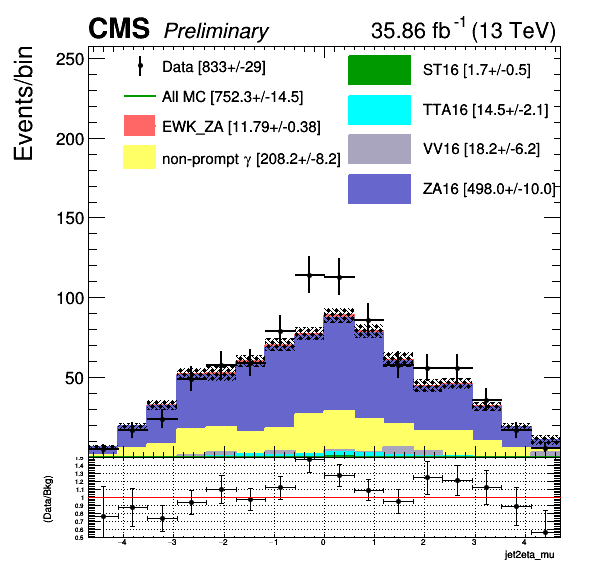 CMS Preliminary 35.86 fb⁻¹ (13 TeV)
Events/bin
250
200
150
100
50
Data [833+/-29]
All MC [752.3+/-14.5]
EWK_ZA [11.79+/-0.38]
non-prompt γ [208.2+/-8.2]
ST16 [1.7+/-0.5]
TTA16 [14.5+/-2.1]
VV16 [18.2+/-6.2]
ZA16 [498.0+/-10.0]
(Data/Bkg)
1.5
1.4
1.3
1.2
1.1
1
0.9
0.8
0.7
0.6
0.5
−4 −3 −2 −1 0 1 2 3 4
jet2eta_mu